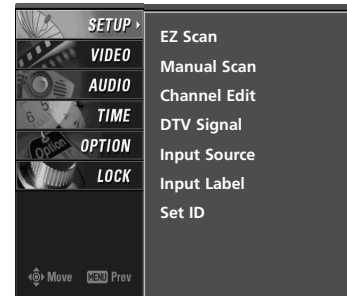 SETUP
VIDEO
AUDIO
TIME
OPTION
LOCK
EZ Scan
Manual Scan
Channel Edit
DTV Signal
Input Source
Input Label
Set ID
Move MENU Prev